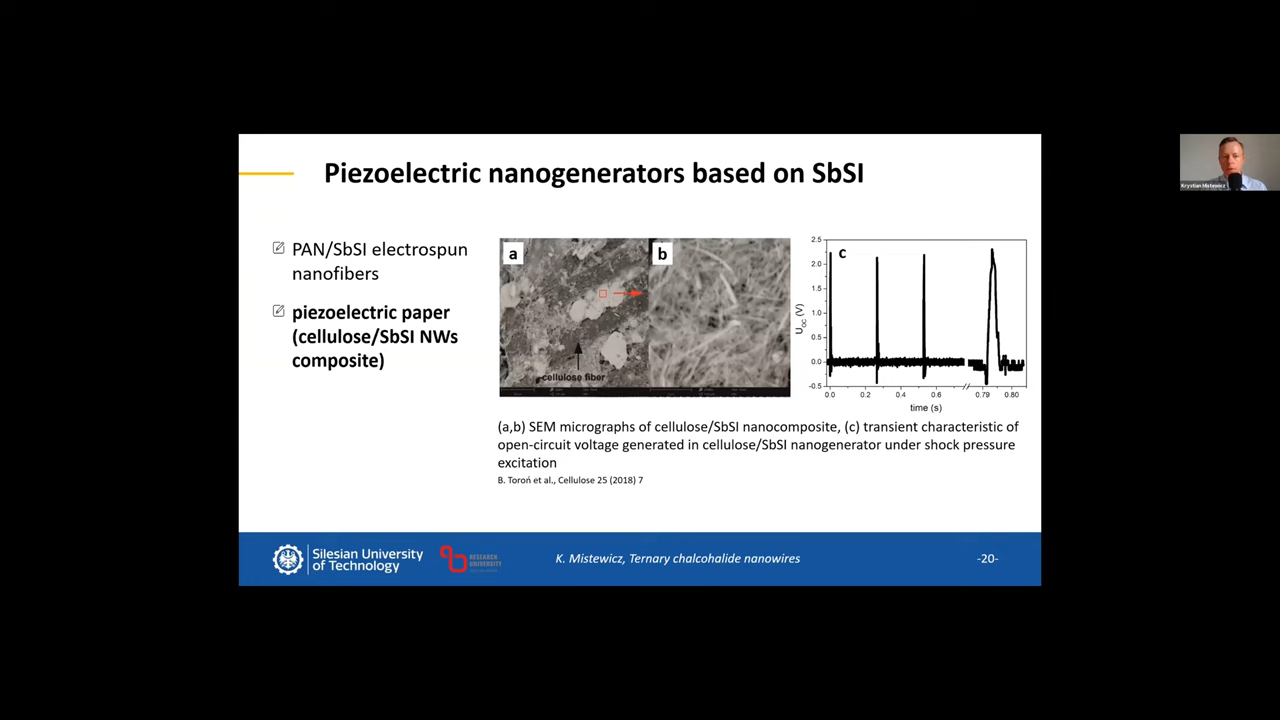 Piezoelectric nanogenerators based on SbSI
PAN/SbSI electrospun
nanofibers
piezoelectric paper
(cellulose/SbSI NWs
composite)
a
b
cellulose fiber
c
2.5
2.0
1.5
1.0
0.5
0.0
-0.5
U_OC (V)
0.0 0.2 0.4 0.6 0.79 0.80
time (s)
(a,b) SEM micrographs of cellulose/SbSI nanocomposite, (c) transient characteristic of
open-circuit voltage generated in cellulose/SbSI nanogenerator under shock pressure
excitation
B. Toroń et al., Cellulose 25 (2018) 7
Silesian University
of Technology
RESEARCH
UNIVERSITY
K. Mistewicz, Ternary chalcohalide nanowires
-20-
Krystian Mistewicz